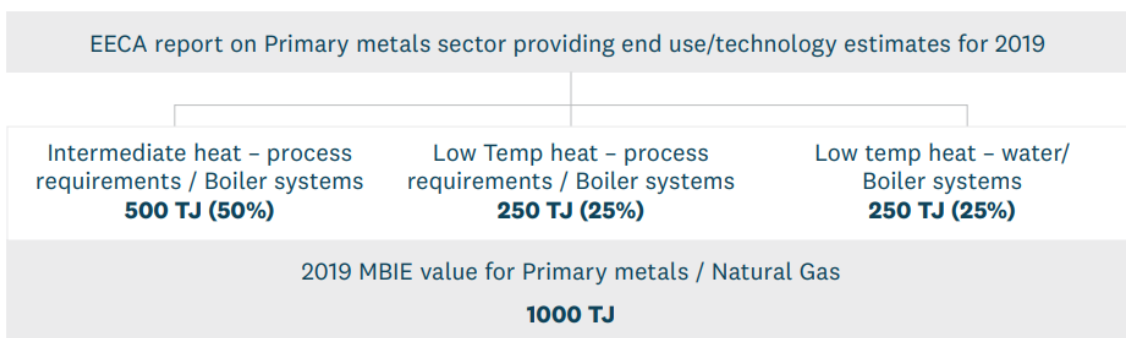 EECA report on Primary metals sector providing end use/technology estimates for 2019
Intermediate heat – process
requirements / Boiler systems
500 TJ (50%)
Low Temp heat – process
requirements / Boiler systems
250 TJ (25%)
Low temp heat – water/
Boiler systems
250 TJ (25%)
2019 MBIE value for Primary metals / Natural Gas
1000 TJ